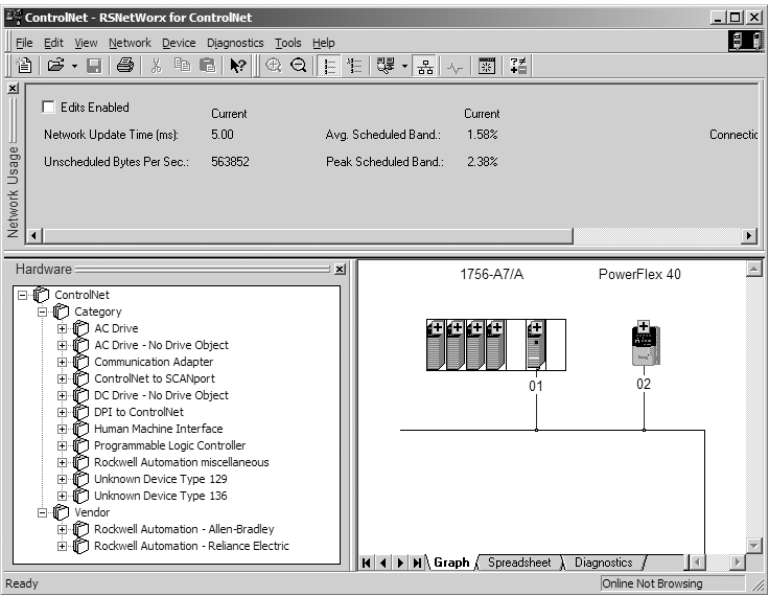 ControlNet - RSNetWorx for ControlNet
File Edit View Network Device Diagnostics Tools Help
Edits Enabled
Current
Current
Network Update Time (ms): 5.00 Avg. Scheduled Band.: 1.58% Connectic
Unscheduled Bytes Per Sec.: 563852 Peak Scheduled Band.: 2.38%
Network Usage
Hardware
ControlNet
Category
AC Drive
AC Drive - No Drive Object
Communication Adapter
ControlNet to SCANport
DC Drive - No Drive Object
DPI to ControlNet
Human Machine Interface
Programmable Logic Controller
Rockwell Automation miscellaneous
Unknown Device Type 129
Unknown Device Type 136
Vendor
Rockwell Automation - Allen-Bradley
Rockwell Automation - Reliance Electric
1756-A7/A PowerFlex 40
01 02
Graph Spreadsheet Diagnostics
Ready Online Not Browsing